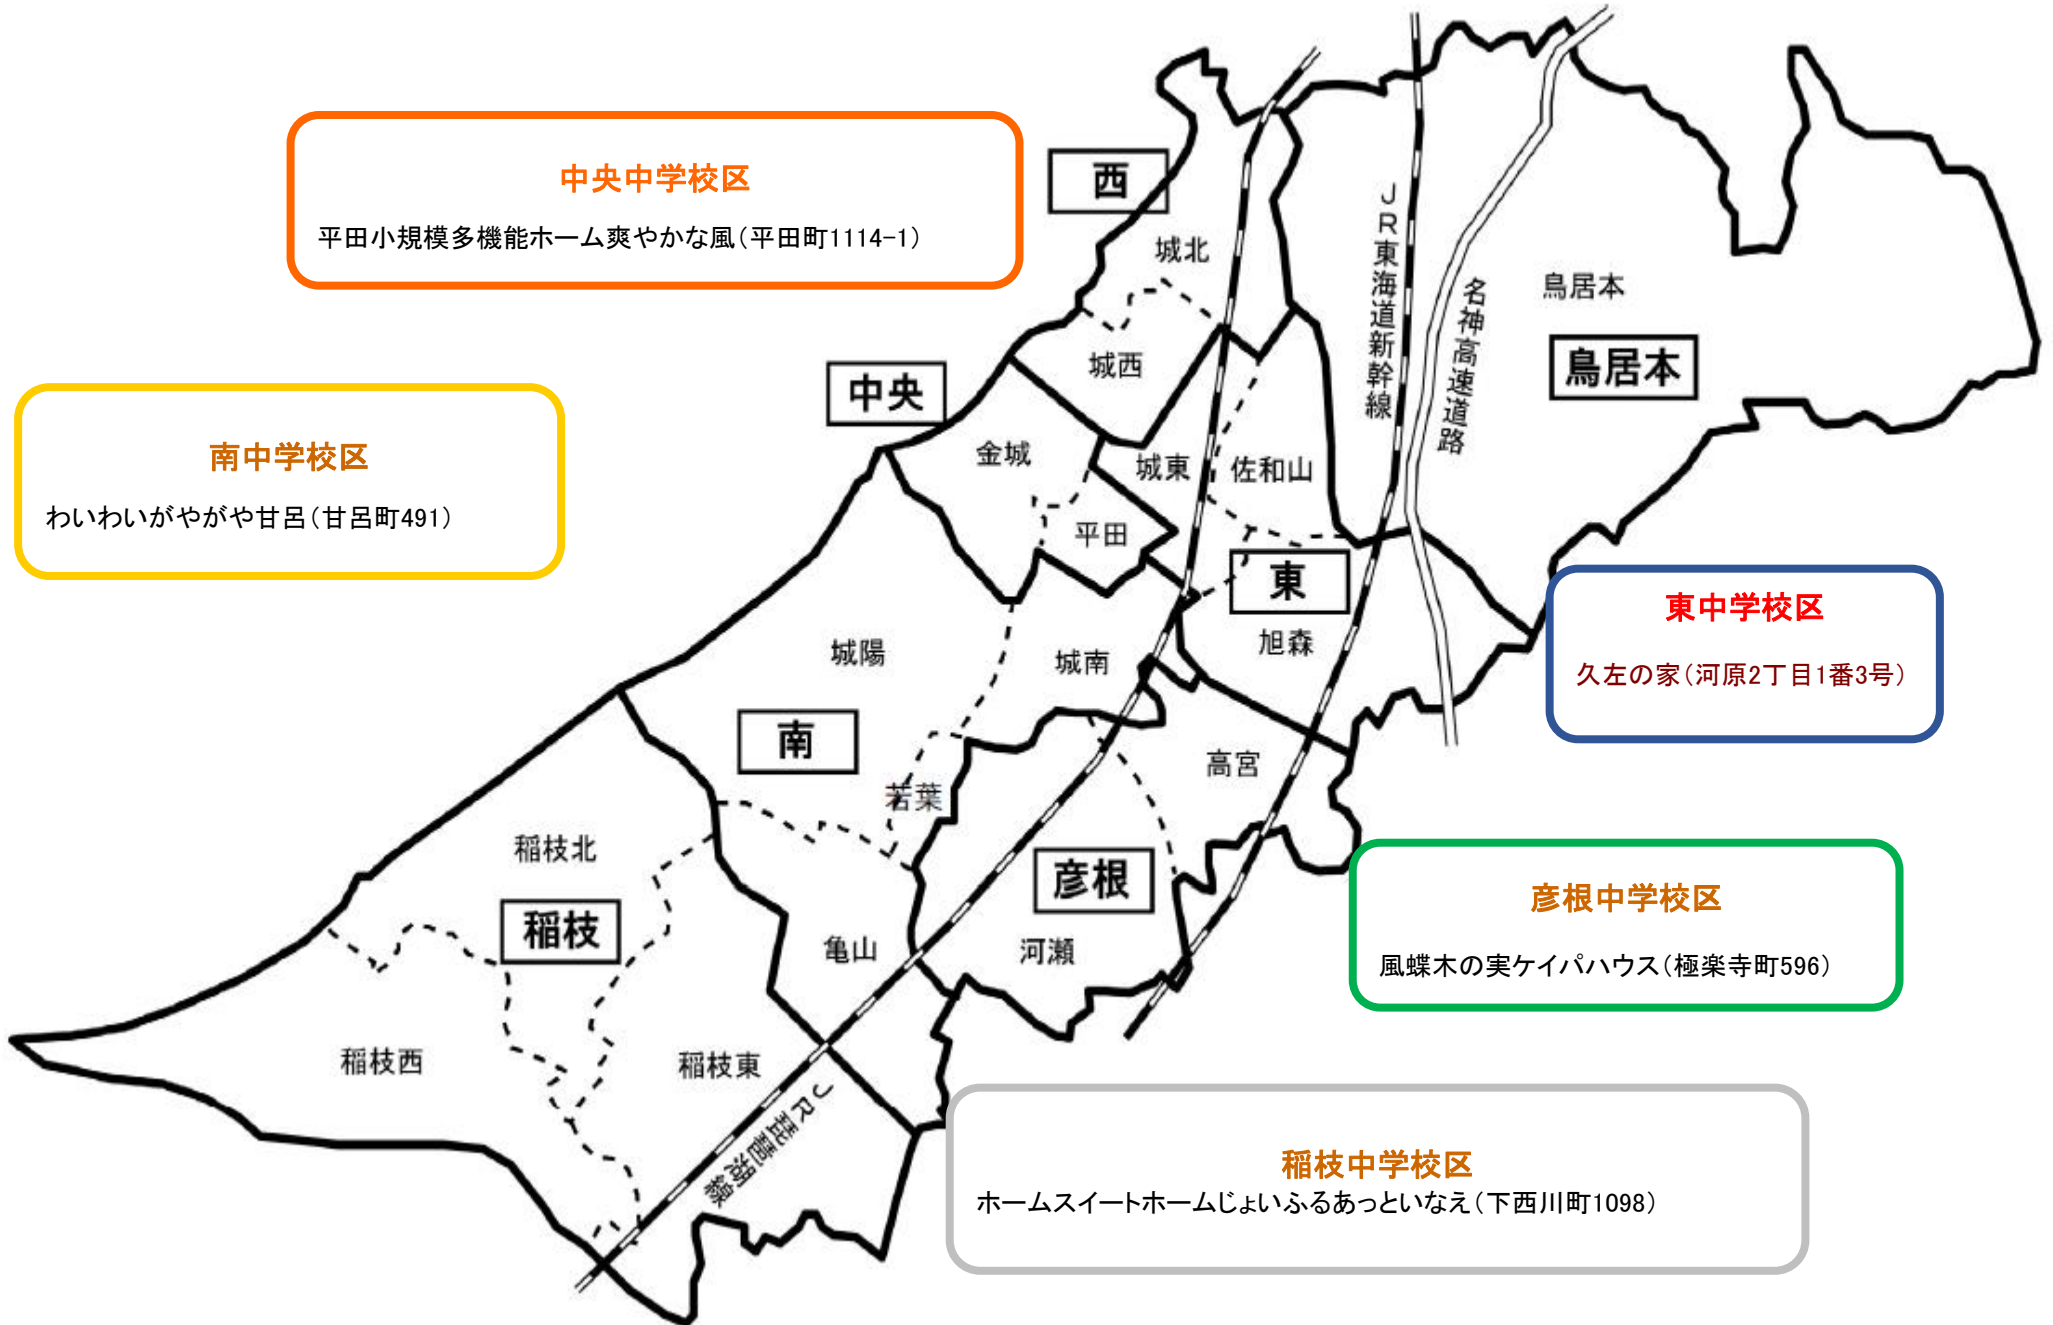 中央中学校区
平田小規模多機能ホーム爽やかな風(平田町1114-1)
南中学校区
わいわいがやがや甘呂(甘呂町491)
西
城北
城西
中央
金城
城東
佐和山
平田
JR東海道新幹線
名神高速道路
鳥居本
鳥居本
東
旭森
東中学校区
久左の家(河原2丁目1番3号)
城陽
城南
南
若葉
高宮
稲枝北
稲枝
彦根
亀山
河瀬
彦根中学校区
風蝶木の実ケイパハウス(極楽寺町596)
稲枝西
稲枝東
JR琵琶湖線
稲枝中学校区
ホームスイートホームじょいふるあっといなえ(下西川町1098)